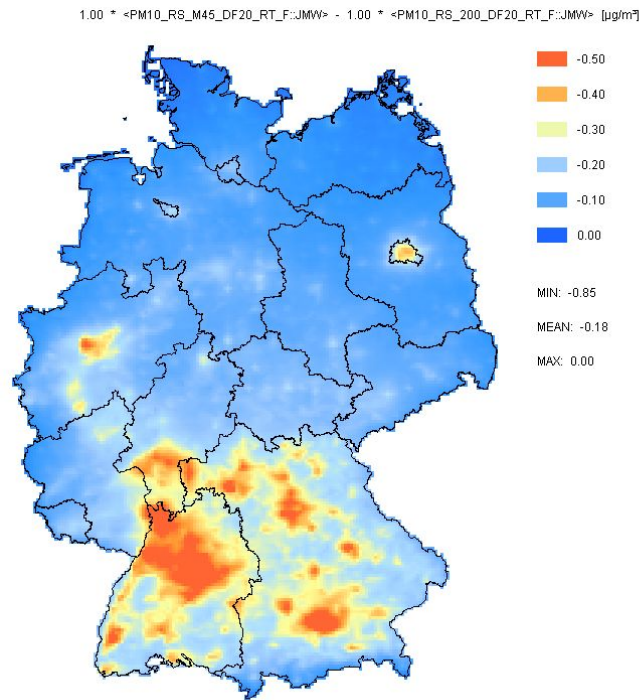 1.00 * <PM10_RS_M45_DF20_RT_F::JMW> - 1.00 * <PM10_RS_200_DF20_RT_F::JMW> [µg/m³]
-0.50
-0.40
-0.30
-0.20
-0.10
0.00
MIN: -0.85
MEAN: -0.18
MAX: 0.00